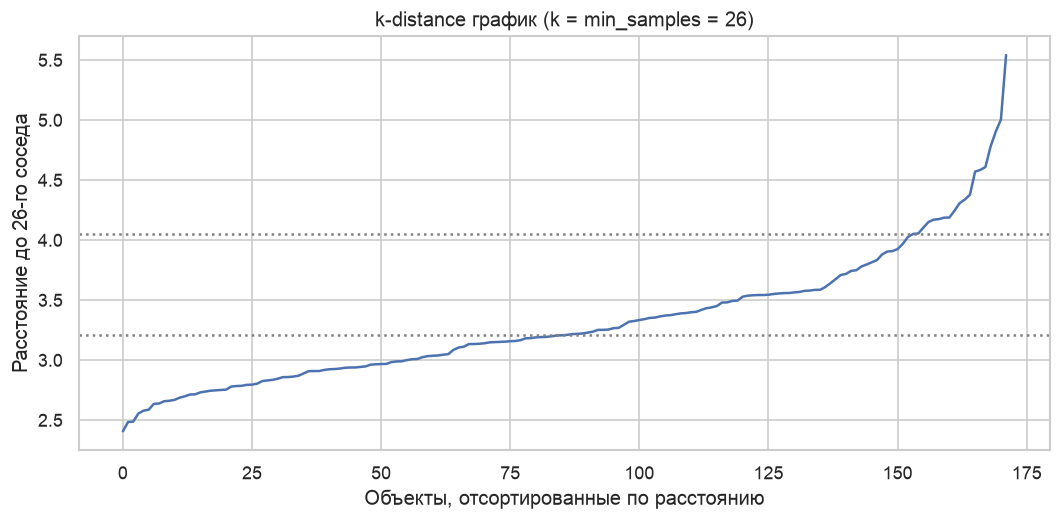 k-distance график (k = min_samples = 26)
Расстояние до 26-го соседа
5.5
5.0
4.5
4.0
3.5
3.0
2.5
0 25 50 75 100 125 150 175
Объекты, отсортированные по расстоянию